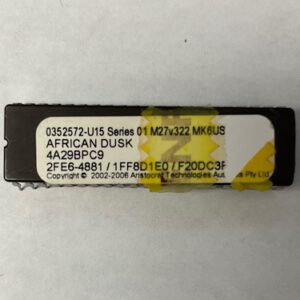 0352572-U15 Series 01 M27v322 MK6US
AFRICAN DUSK
4A29BPC9
2FE6-4881 / 1FF8D1E0 / F20DC3F
Copyright © 2002-2006 Aristocrat Technologies Aus Pty Ltd